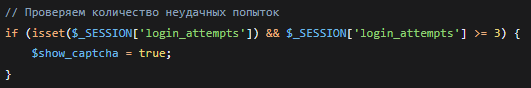 // Проверяем количество неудачных попыток
if (isset($_SESSION['login_attempts']) && $_SESSION['login_attempts'] >= 3) {
    $show_captcha = true;
}